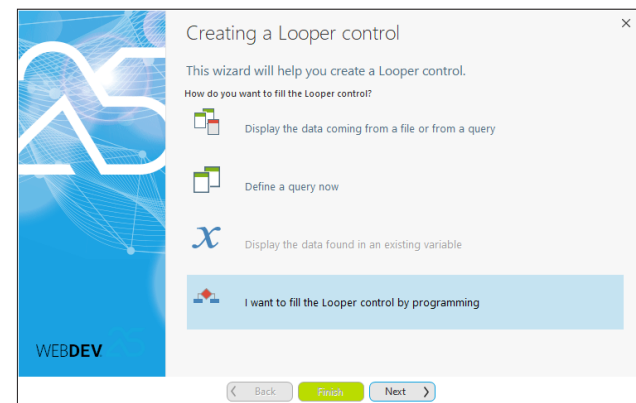 Creating a Looper control
This wizard will help you create a Looper control.
How do you want to fill the Looper control?
Display the data coming from a file or from a query
Define a query now
Display the data found in an existing variable
I want to fill the Looper control by programming
WEBDEV 25
Back
Finish
Next